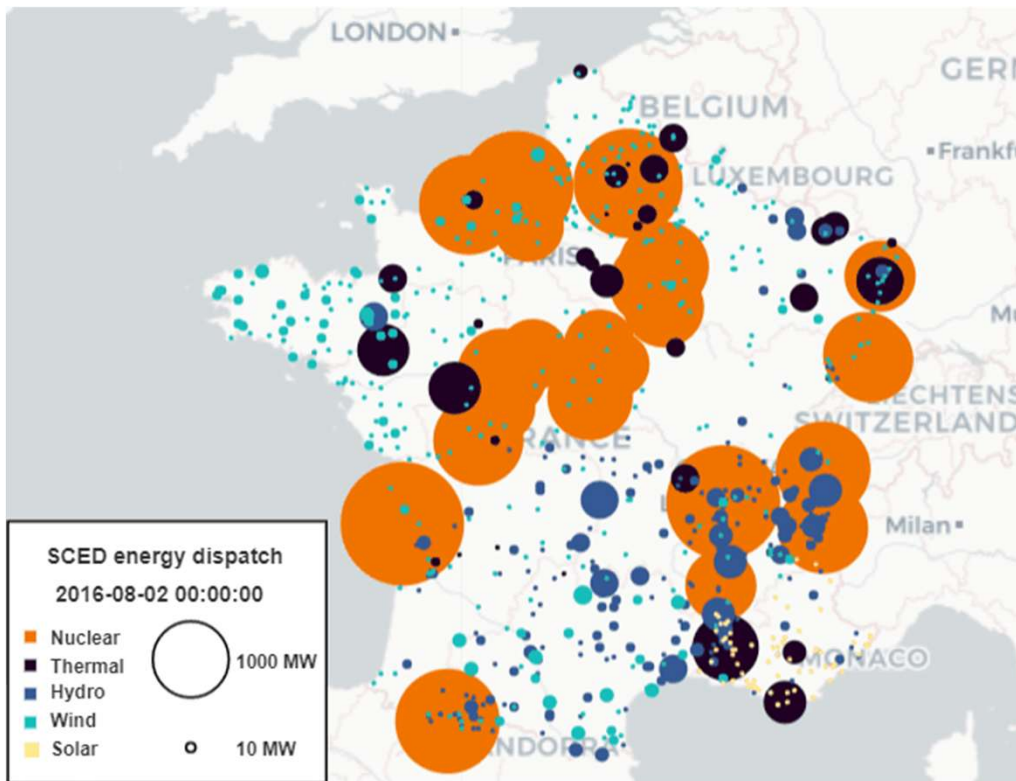 LONDON
GERM
BELGIUM
Frankfu
LUXEMBOURG
PARIS
Mu
LIECHTENS
SWITZERLAND
FRANCE
Milan
SCED energy dispatch
2016-08-02 00:00:00
Nuclear
Thermal
Hydro
Wind
Solar
1000 MW
10 MW
MONACO
ANDORRA